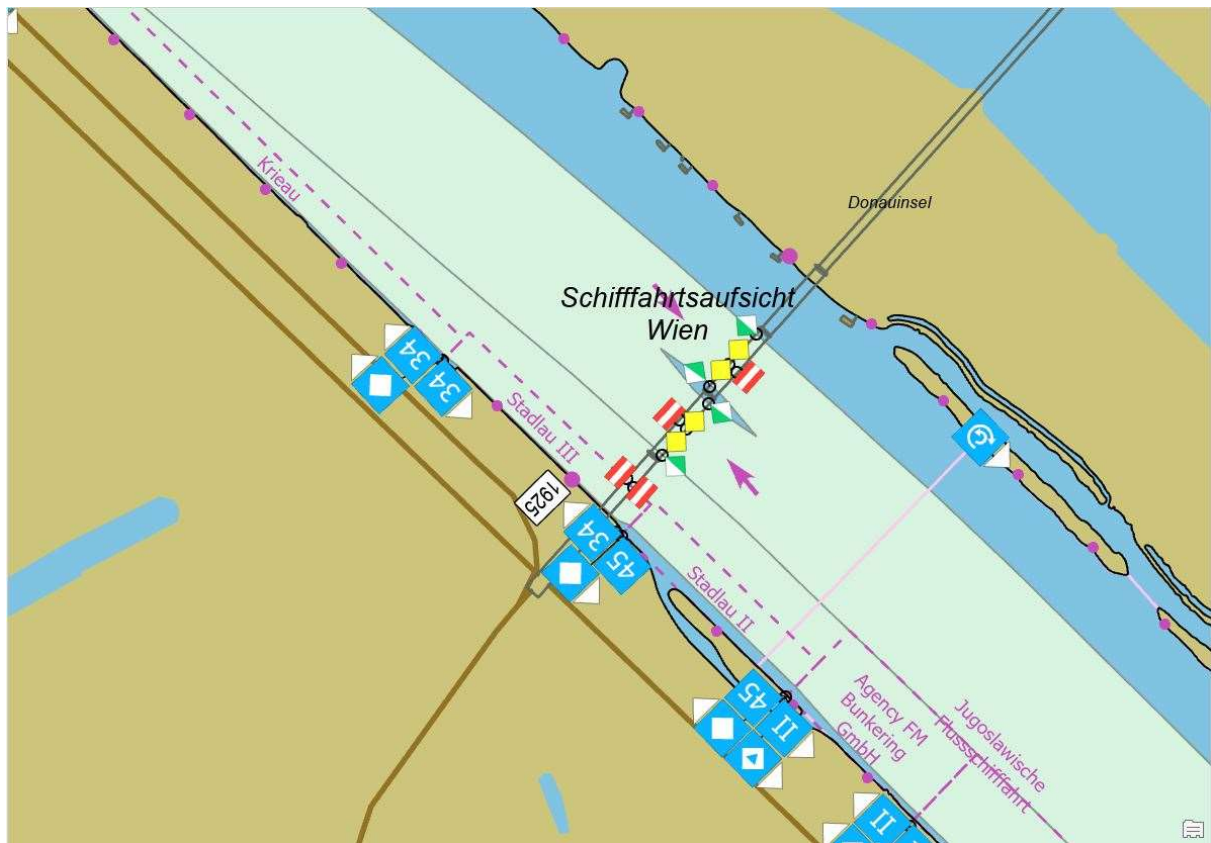 Krieau
Donauinsel
Schifffahrtsaufsicht
Wien
34
34
Stadlau III
1925
34
45
Stadlau II
45
II
Agency FM
Bunkering
GmbH
Jugoslawische
Flussschifffahrt
II